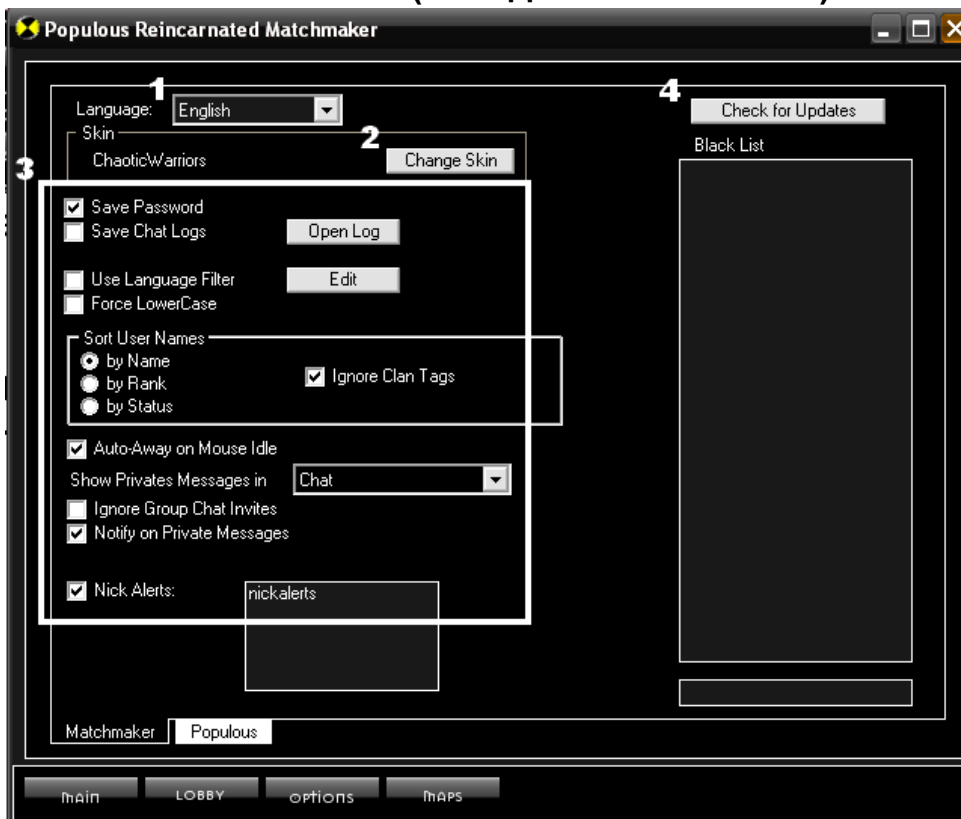 Populous Reincarnated Matchmaker
1
4
Language: English
Check for Updates
Skin
2
Black List
ChaoticWarriors
Change Skin
3
Save Password
Save Chat Logs
Open Log
Use Language Filter
Edit
Force LowerCase
Sort User Names
by Name
by Rank
Ignore Clan Tags
by Status
Auto-Away on Mouse Idle
Show Privates Messages in Chat
Ignore Group Chat Invites
Notify on Private Messages
Nick Alerts:
nickalerts
Matchmaker Populous
MAIN LOBBY OPTIONS MAPS